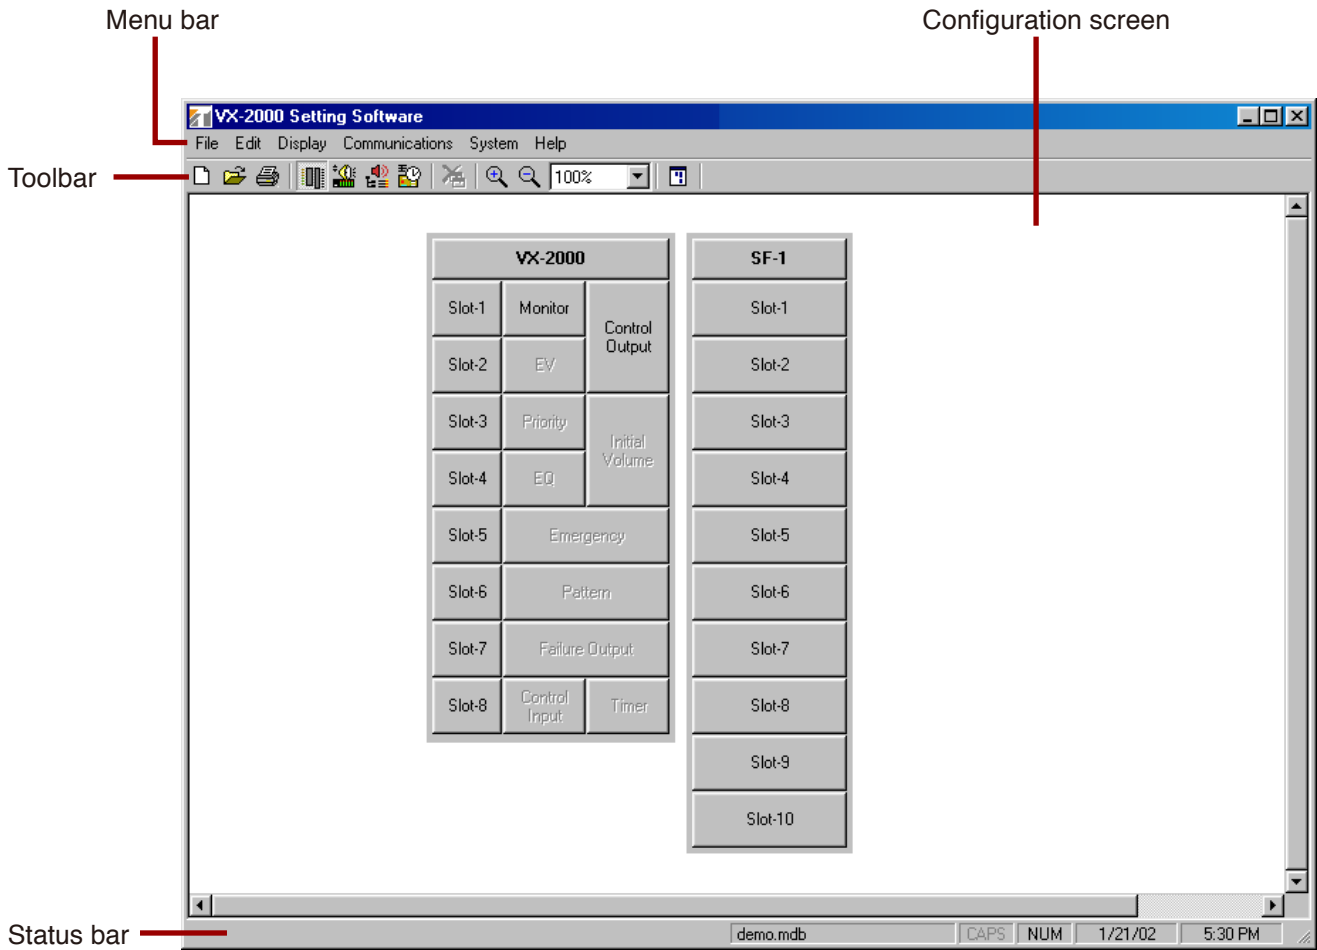 Menu bar
Configuration screen
VX-2000 Setting Software
File Edit Display Communications System Help
Toolbar
100%
VX-2000
SF-1
Slot-1 Monitor Control Output Slot-1
Slot-2 EV Slot-2
Slot-3 Priority Initial Volume Slot-3
Slot-4 EQ Slot-4
Slot-5 Emergency Slot-5
Slot-6 Pattern Slot-6
Slot-7 Failure Output Slot-7
Slot-8 Control Input Timer Slot-8
Slot-9
Slot-10
Status bar
demo.mdb CAPS NUM 1/21/02 5:30 PM